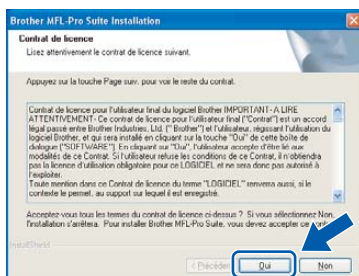 Brother MFL-Pro Suite Installation
Contrat de licence
Lisez attentivement le contrat de licence suivant.
Appuyez sur la touche Page suiv. pour voir le reste du contrat.
Contrat de licence pour l'utilisateur final du logiciel Brother IMPORTANT- A LIRE
ATTENTIVEMENT- Ce contrat de licence pour l'utilisateur final ("Contrat") est un accord
légal passé entre Brother Industries, Ltd. ("Brother") et l'utilisateur, régissant l'utilisation du
logiciel Brother, et qui sera installé en cliquant sur la touche "Oui" de cette boîte de
dialogue ("SOFTWARE"). En cliquant sur "Oui", l'utilisateur accepte d'être lié aux
modalités de ce Contrat. Si l'utilisateur refuse les conditions de ce Contrat, il n'obtiendra
pas la licence d'utilisation obligatoire pour ce LOGICIEL et ne sera donc pas autorisé à
l'exploiter.
Toute mention dans ce Contrat de licence du terme "LOGICIEL" renverra aussi, si le
contexte le permet, au support sur lequel il est enregistré.
Acceptez-vous tous les termes du contrat de licence ci-dessus ? Si vous sélectionnez Non,
l'installation s'arrêtera. Pour installer Brother MFL-Pro Suite, vous devez accepter ce
InstallShield
< Précéden
Oui
Non